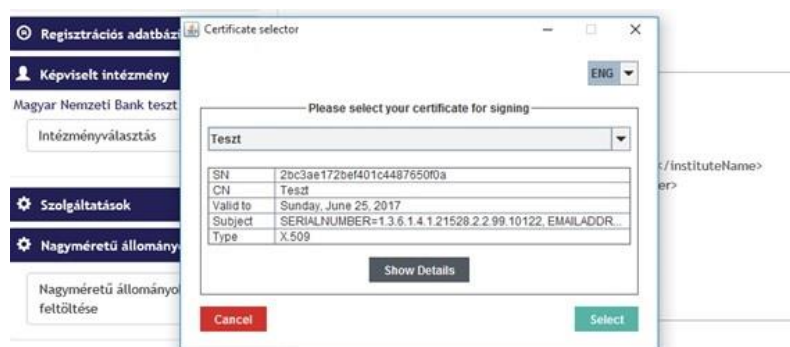 Regisztrációs adatbázi
Képviselt intézmény
Magyar Nemzeti Bank teszt
Intézményválasztás
Szolgáltatások
Nagyméretű állomány
Nagyméretű állományo
feltöltése
Certificate selector
ENG
Please select your certificate for signing
Teszt
SN 2bc3ae172bef401c4487650f0a
CN Teszt
Valid to Sunday, June 25, 2017
Subject SERIALNUMBER=1.3.6.1.4.1.21528.2.2.99.10122, EMAILADDR...
Type X.509
Show Details
Cancel Select
</instituteName>
er>